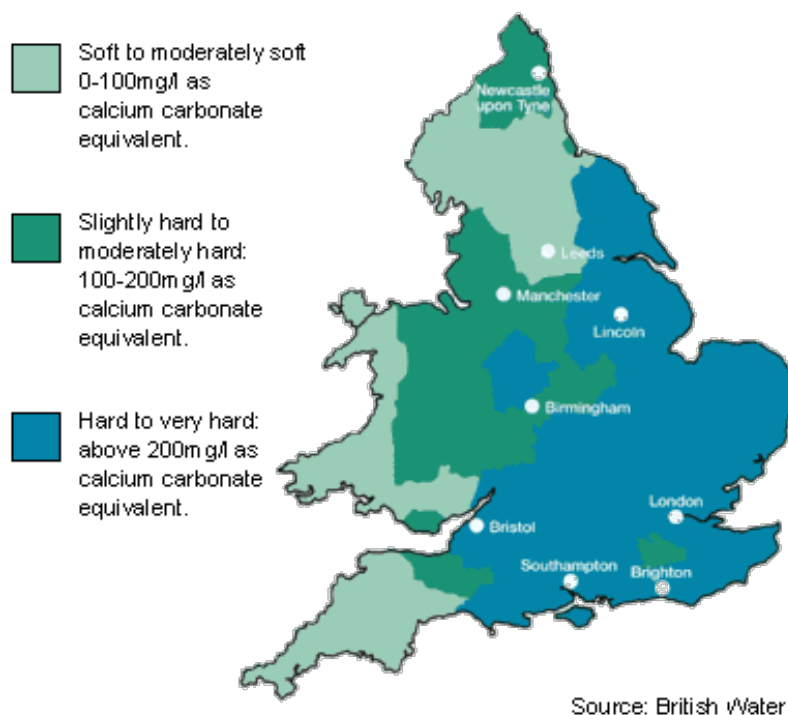 Soft to moderately soft
0-100mg/l as
calcium carbonate
equivalent.
Slightly hard to
moderately hard:
100-200mg/l as
calcium carbonate
equivalent.
Hard to very hard:
above 200mg/l as
calcium carbonate
equivalent.
Newcastle
upon Tyne
Leeds
Manchester
Lincoln
Birmingham
London
Bristol
Southampton
Brighton
Source: British Water